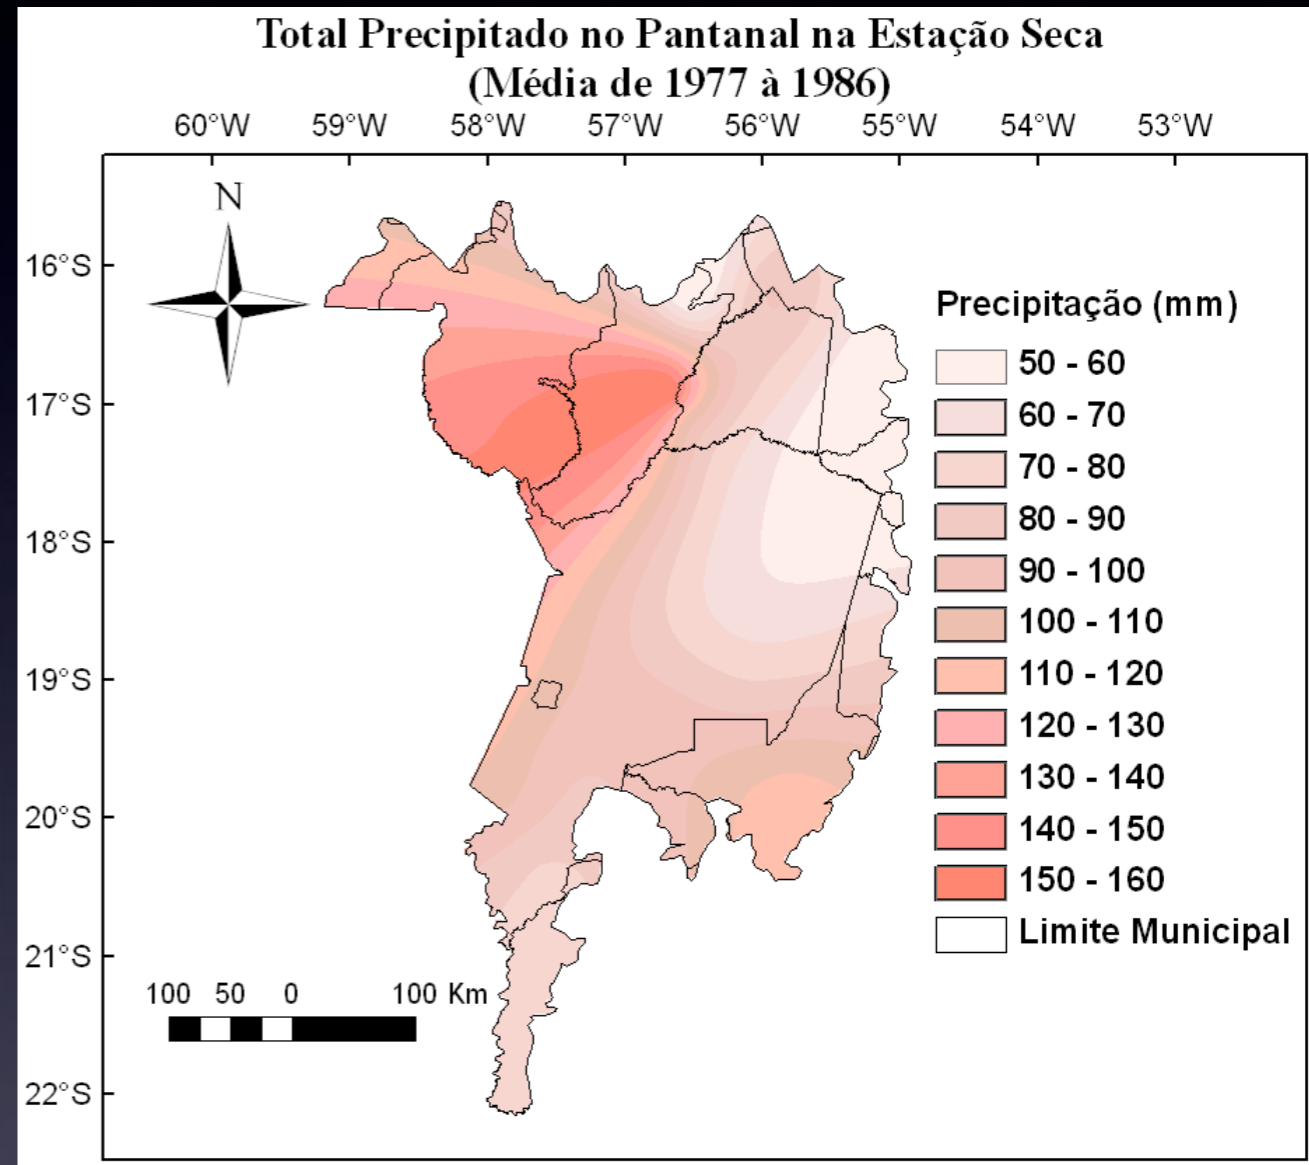 Total Precipitado no Pantanal na Estação Seca
(Média de 1977 à 1986)
60°W 59°W 58°W 57°W 56°W 55°W 54°W 53°W
N
16°S
17°S
18°S
19°S
20°S
21°S
22°S
Precipitação (mm)
50 - 60
60 - 70
70 - 80
80 - 90
90 - 100
100 - 110
110 - 120
120 - 130
130 - 140
140 - 150
150 - 160
Limite Municipal
100 50 0 100 Km